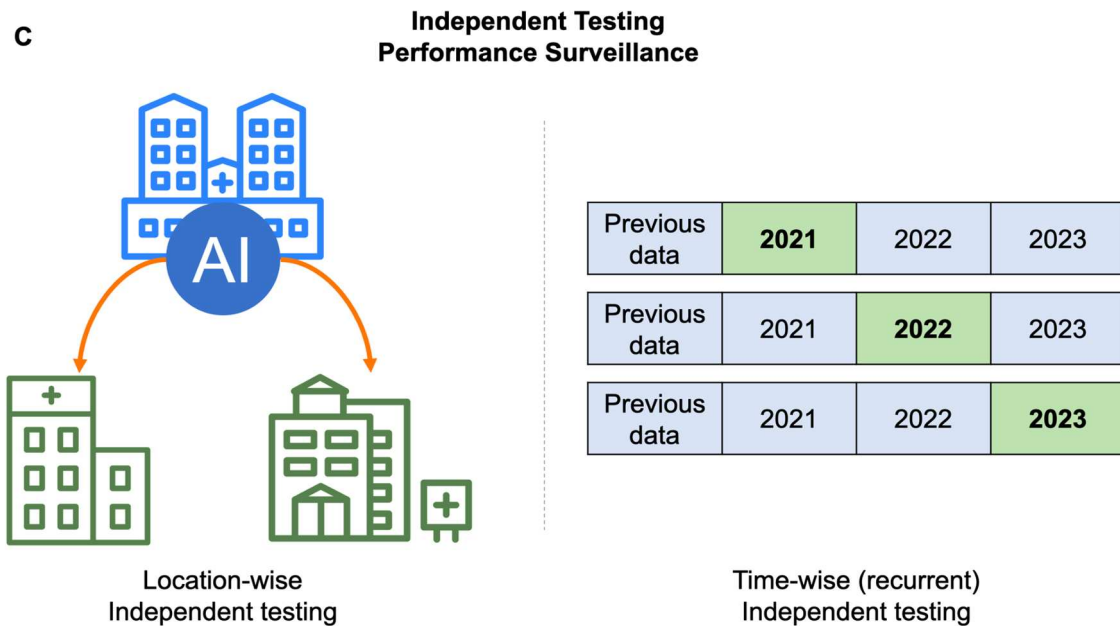 C
Independent Testing
Performance Surveillance
AI
Location-wise
Independent testing
Previous data 2021 2022 2023
Previous data 2021 2022 2023
Previous data 2021 2022 2023
Time-wise (recurrent)
Independent testing